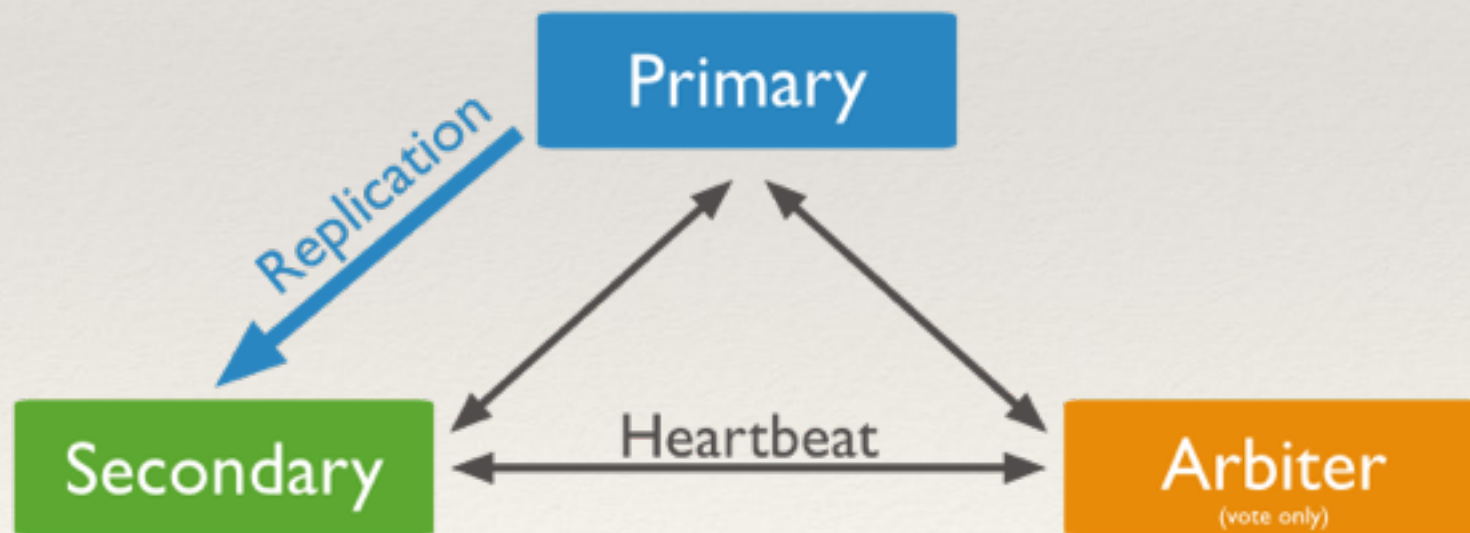 Primary
Replication
Heartbeat
Secondary
Arbiter
(vote only)